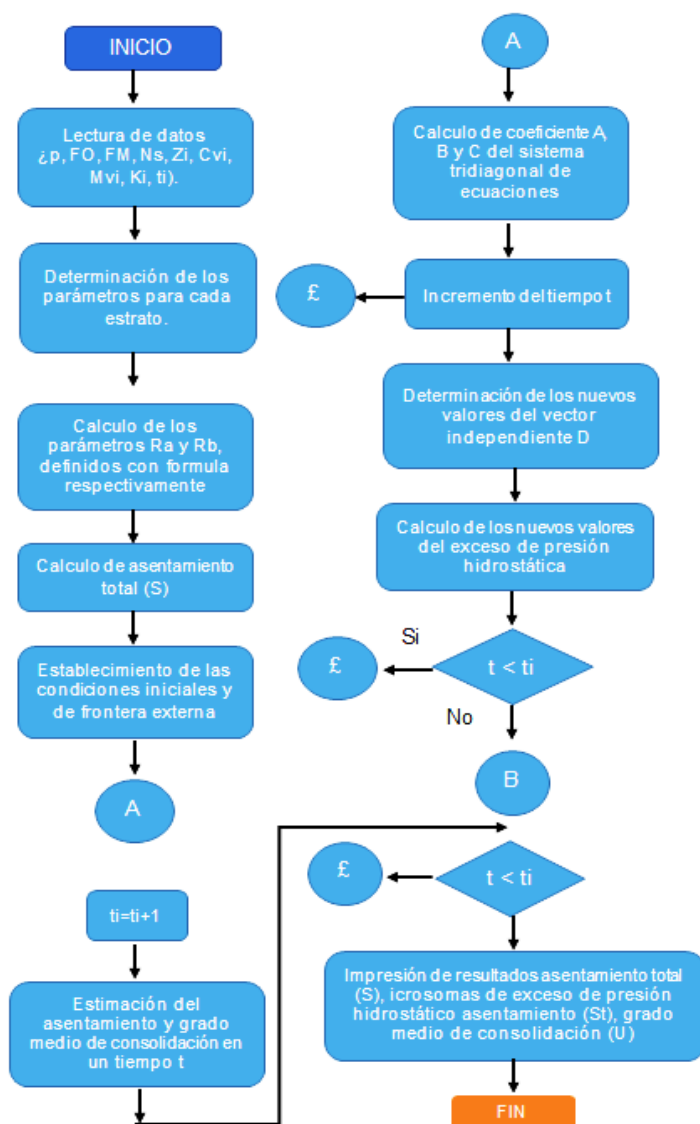 INICIO
Lectura de datos
¿p, FO, FM, Ns, Zi, Cvi,
Mvi, Ki, ti).
Determinación de los
parámetros para cada
estrato.
Calculo de los
parámetros Ra y Rb,
definidos con formula
respectivamente
Calculo de asentamiento
total (S)
Establecimiento de las
condiciones iniciales y
de frontera externa
A
ti=ti+1
Estimación del
asentamiento y grado
medio de consolidación en
un tiempo t
A
Calculo de coeficiente A,
B y C del sistema
tridiagonal de
ecuaciones
£
Incremento del tiempo t
Determinación de los nuevos
valores del vector
independiente D
Calculo de los nuevos valores
del exceso de presión
hidrostática
Si
£
t < ti
No
B
£
t < ti
Impresión de resultados asentamiento total
(S), icrosomas de exceso de presión
hidrostático asentamiento (St), grado
medio de consolidación (U)
FIN